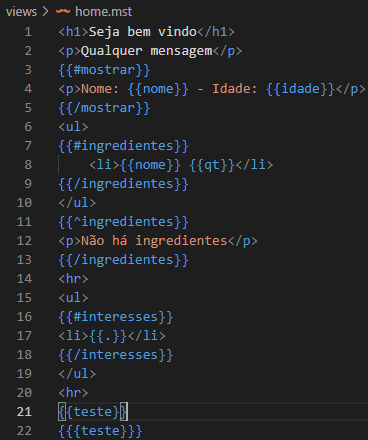 views > home.mst
1 <h1>Seja bem vindo</h1>
2 <p>Qualquer mensagem</p>
3 {{#mostrar}}
4 <p>Nome: {{nome}} - Idade: {{idade}}</p>
5 {{/mostrar}}
6 <ul>
7 {{#ingredientes}}
8     <li>{{nome}} {{qt}}</li>
9 {{/ingredientes}}
10 </ul>
11 {{^ingredientes}}
12 <p>Não há ingredientes</p>
13 {{/ingredientes}}
14 <hr>
15 <ul>
16 {{#interesses}}
17 <li>{{.}}</li>
18 {{/interesses}}
19 </ul>
20 <hr>
21 {{teste}}
22 {{{teste}}}